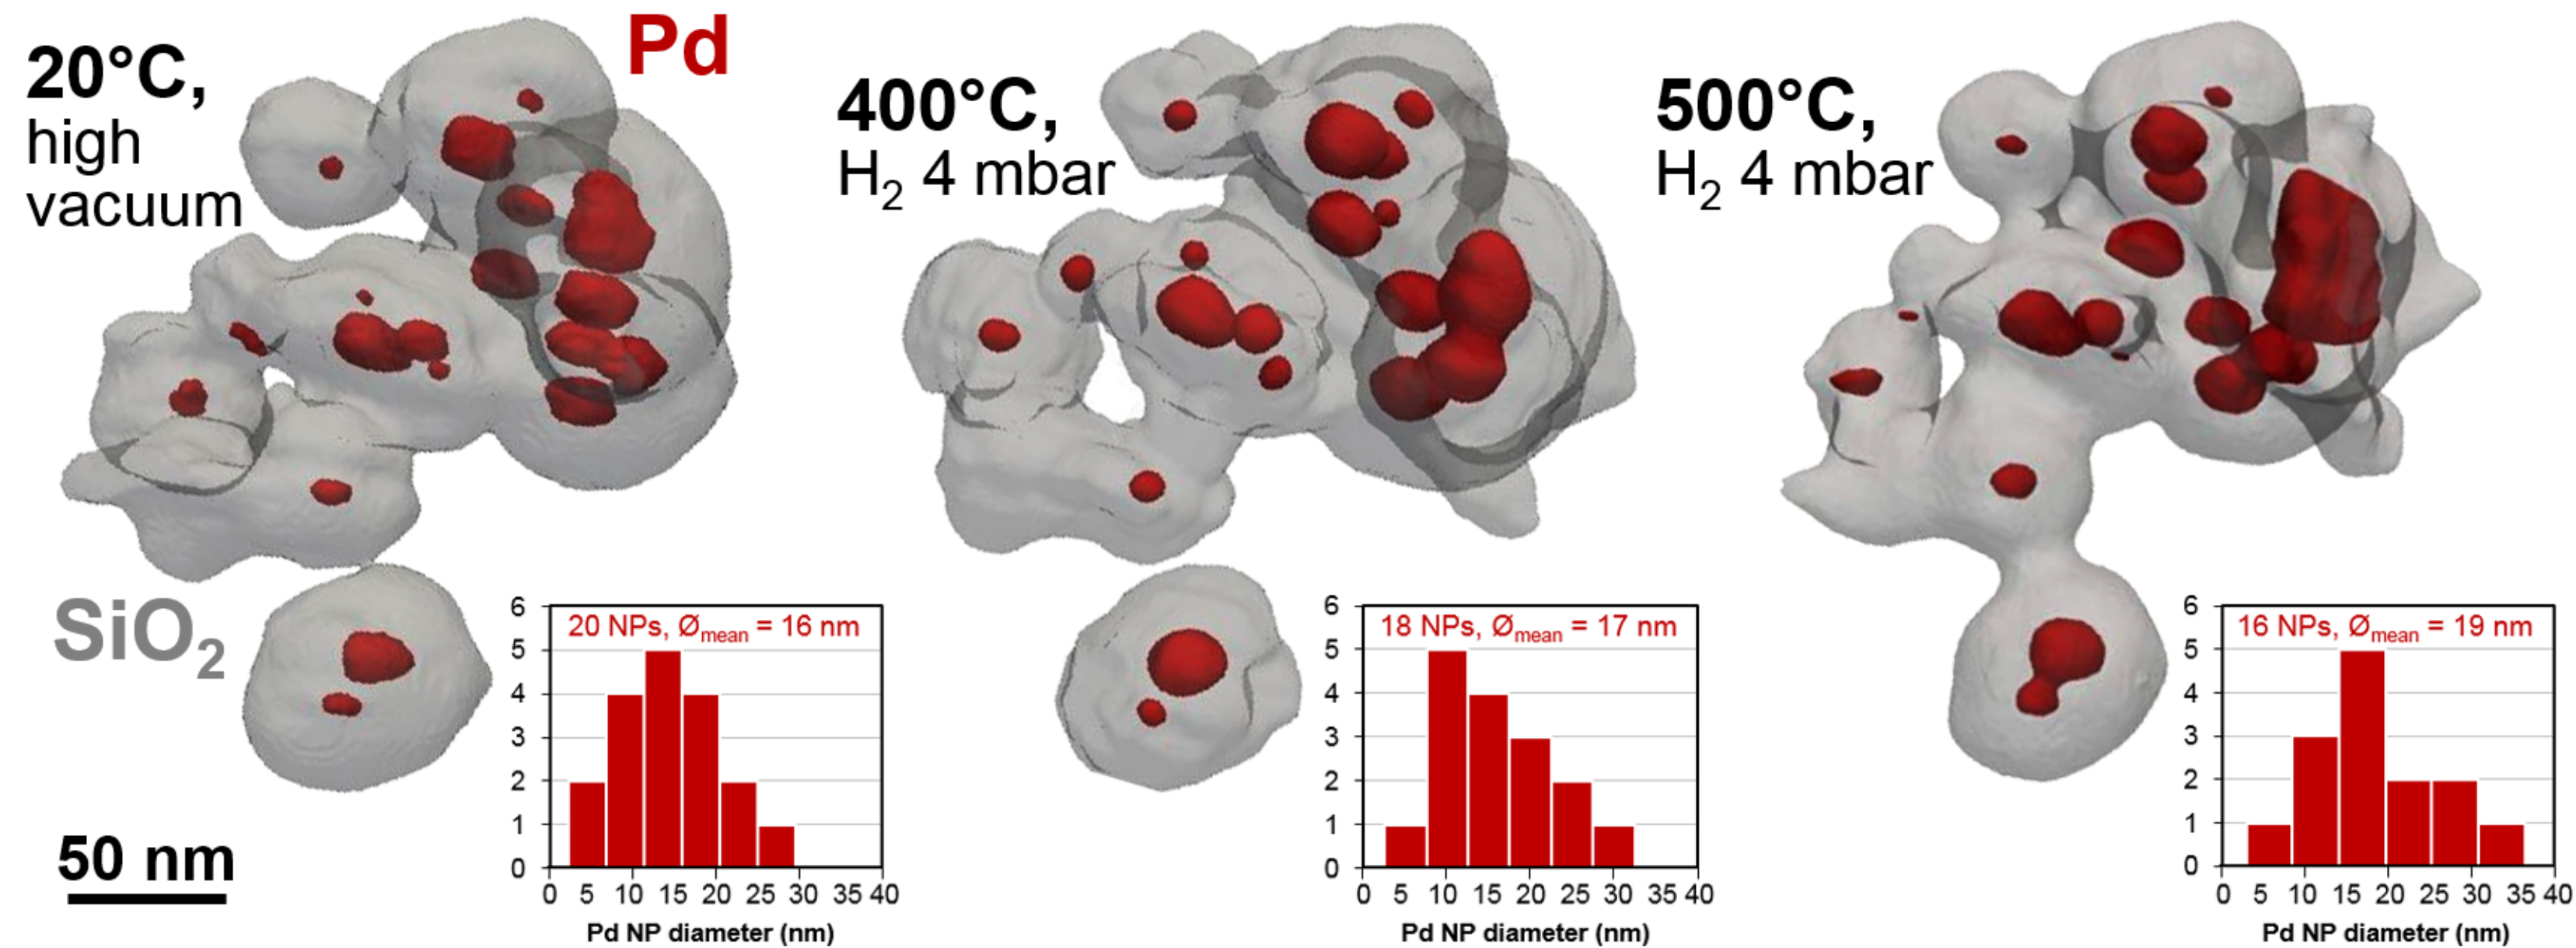 20°C,
high
vacuum
Pd
SiO₂
50 nm
20 NPs, Ømean = 16 nm
6
5
4
3
2
1
0
0 5 10 15 20 25 30 35 40
Pd NP diameter (nm)
400°C,
H₂ 4 mbar
18 NPs, Ømean = 17 nm
6
5
4
3
2
1
0
0 5 10 15 20 25 30 35 40
Pd NP diameter (nm)
500°C,
H₂ 4 mbar
16 NPs, Ømean = 19 nm
6
5
4
3
2
1
0
0 5 10 15 20 25 30 35 40
Pd NP diameter (nm)